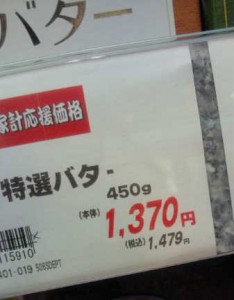 バター
家計応援価格
特選バター
450g
(本体) 1,370円
(税込) 1,479円
115910
401-019